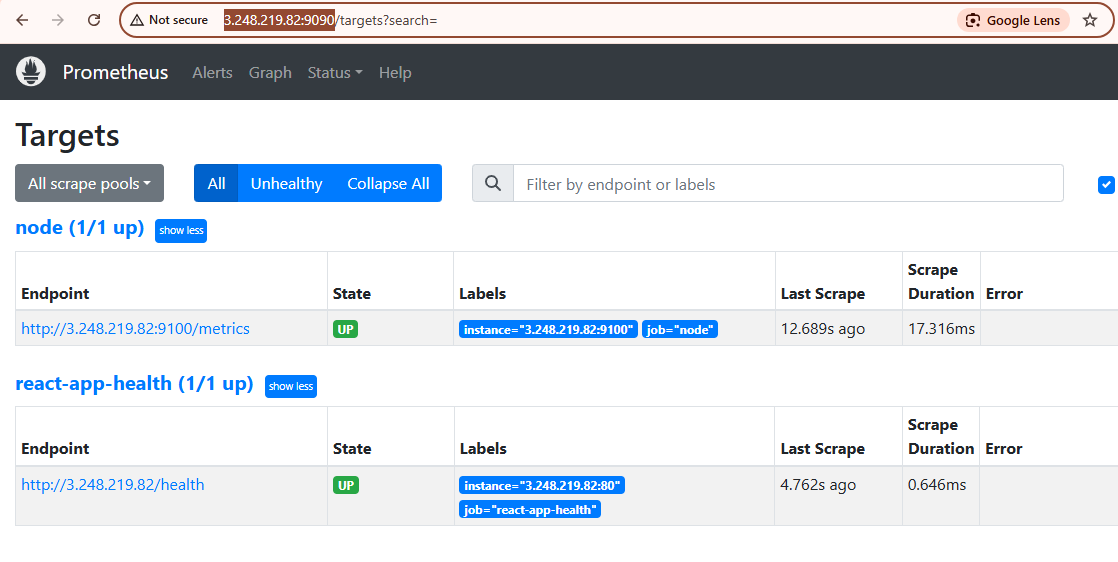 Not secure 3.248.219.82:9090/targets?search= Google Lens
Prometheus Alerts Graph Status Help
Targets
All scrape pools All Unhealthy Collapse All Filter by endpoint or labels
node (1/1 up) show less
Endpoint State Labels Last Scrape Scrape Duration Error
http://3.248.219.82:9100/metrics UP instance="3.248.219.82:9100" job="node" 12.689s ago 17.316ms
react-app-health (1/1 up) show less
Endpoint State Labels Last Scrape Scrape Duration Error
http://3.248.219.82/health UP instance="3.248.219.82:80" 4.762s ago 0.646ms
job="react-app-health"